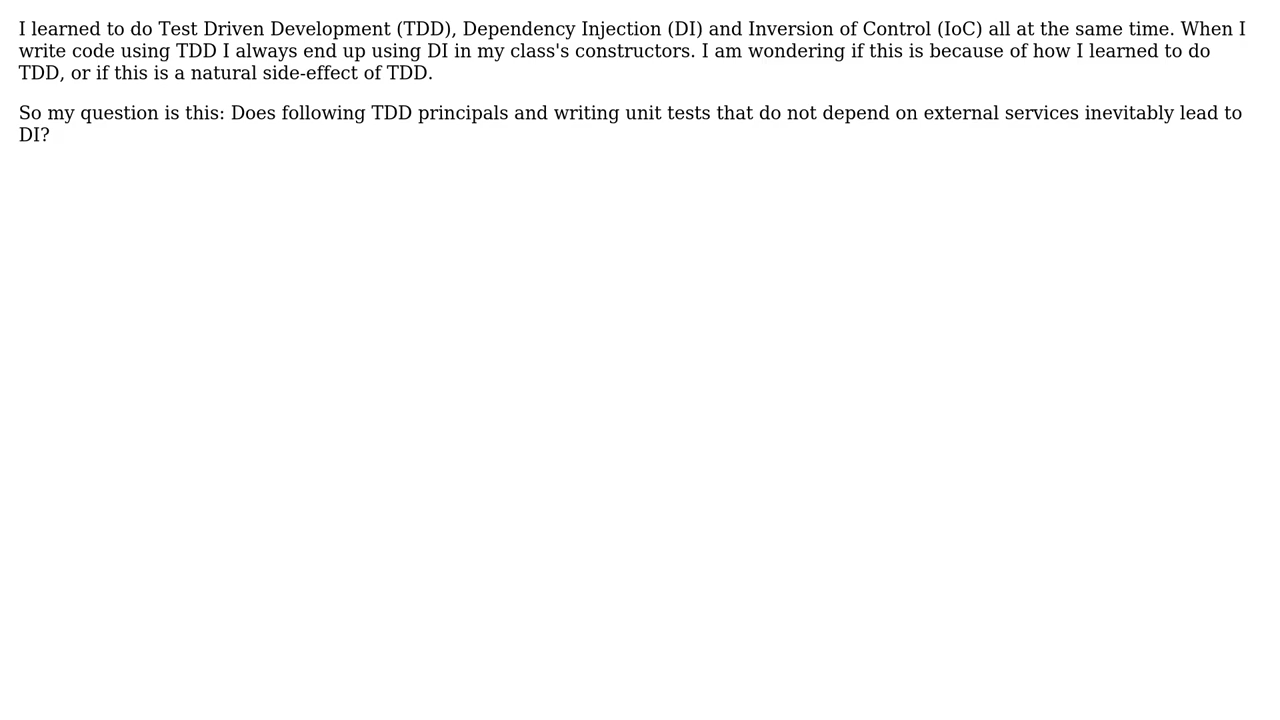 I learned to do Test Driven Development (TDD), Dependency Injection (DI) and Inversion of Control (IoC) all at the same time. When I
write code using TDD I always end up using DI in my class's constructors. I am wondering if this is because of how I learned to do
TDD, or if this is a natural side-effect of TDD.
So my question is this: Does following TDD principals and writing unit tests that do not depend on external services inevitably lead to
DI?